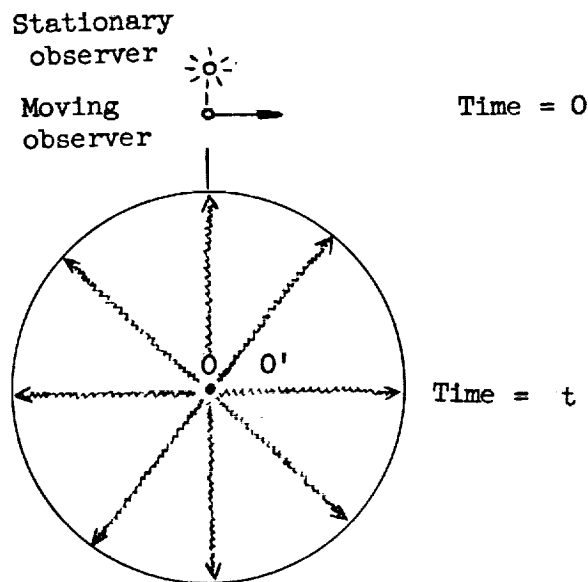 Stationary
observer
Moving
observer
Time = 0
O O'
Time = t